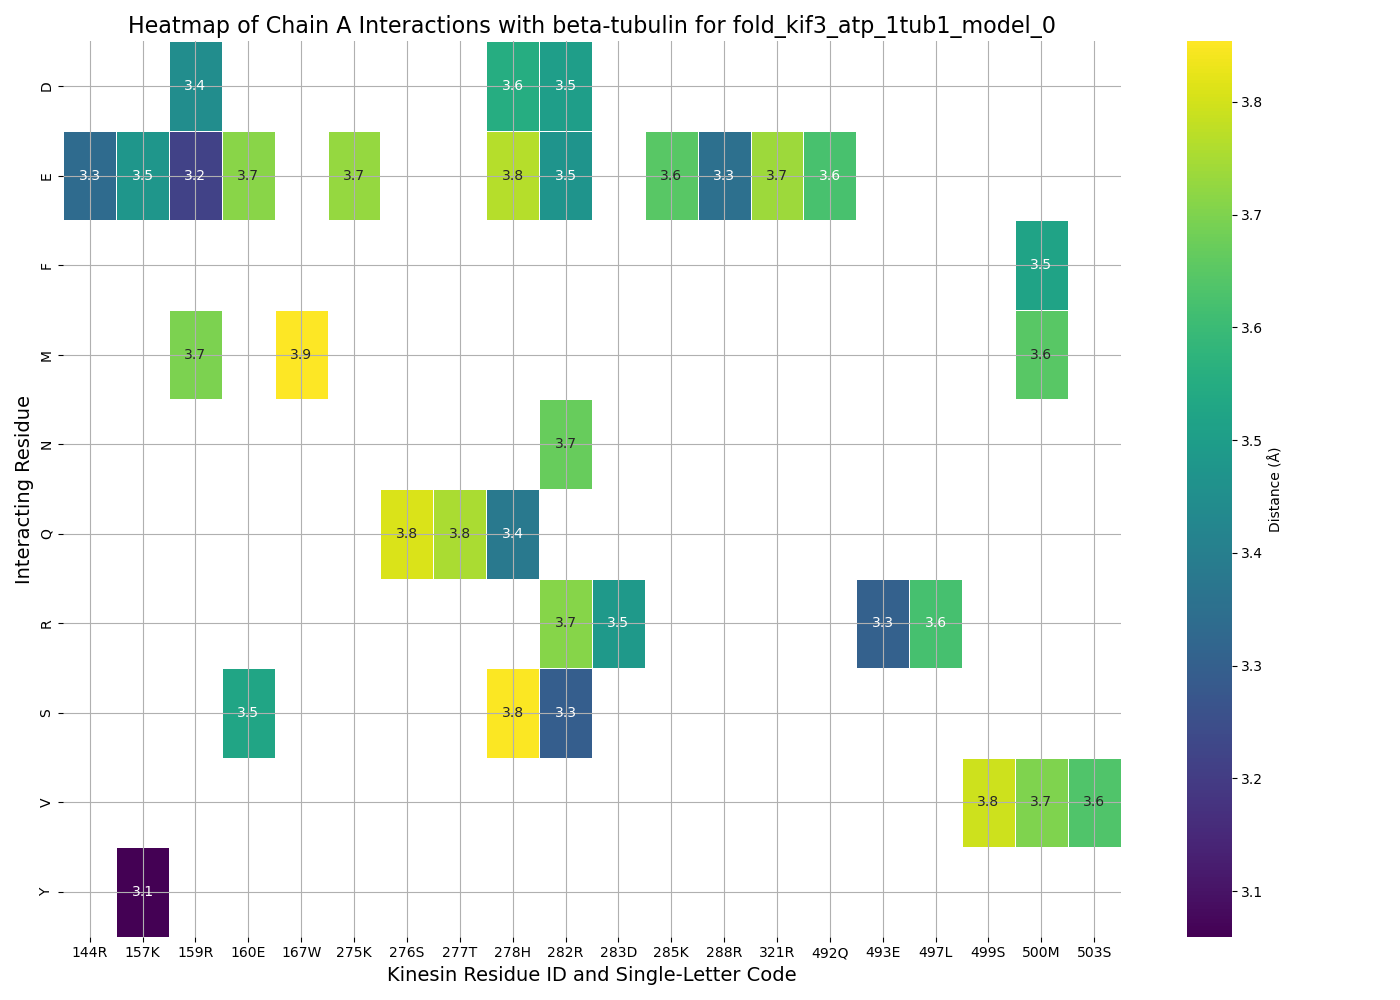 Heatmap of Chain A Interactions with beta-tubulin for fold_kif3_atp_1tub1_model_0
D 3.4 3.6 3.5
E 3.3 3.5 3.2 3.7 3.7 3.8 3.5 3.6 3.3 3.7 3.6
F 3.5
M 3.7 3.9 3.6
N 3.7
Q 3.8 3.8 3.4
R 3.7 3.5 3.3 3.6
S 3.5 3.8 3.3
V 3.8 3.7 3.6
Y 3.1
144R 157K 159R 160E 167W 275K 276S 277T 278H 282R 283D 285K 288R 321R 492Q 493E 497L 499S 500M 503S
Kinesin Residue ID and Single-Letter Code
Interacting Residue
3.8
3.7
3.6
3.5
3.4
3.3
3.2
3.1
Distance (Å)